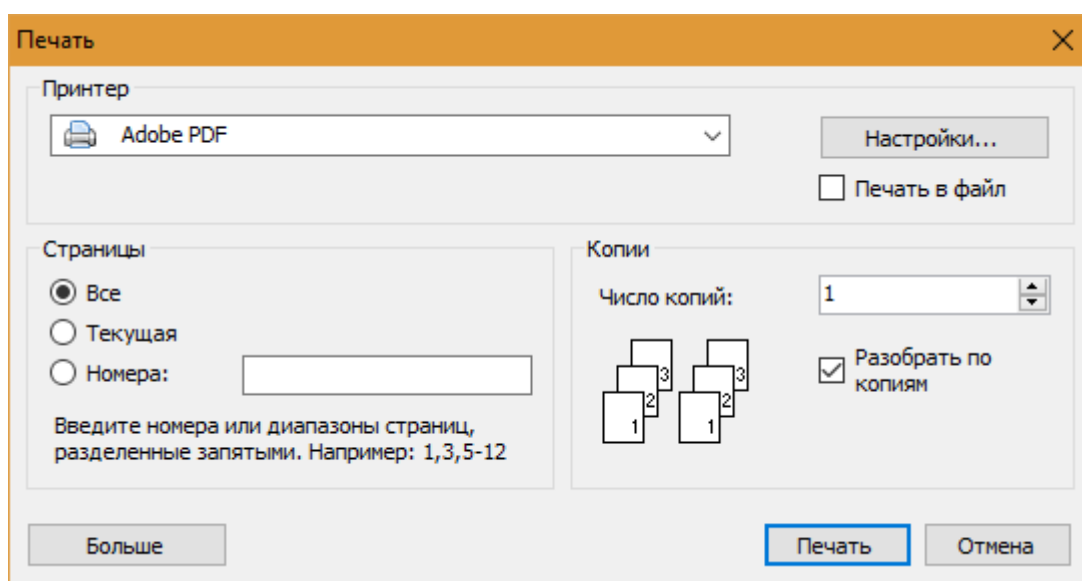 Печать
Принтер
Adobe PDF
Настройки...
Печать в файл
Страницы
Все
Текущая
Номера:
Введите номера или диапазоны страниц,
разделенные запятыми. Например: 1,3,5-12
Копии
Число копий:
1
Разобрать по
копиям
3
3
2
2
1
1
Больше
Печать
Отмена